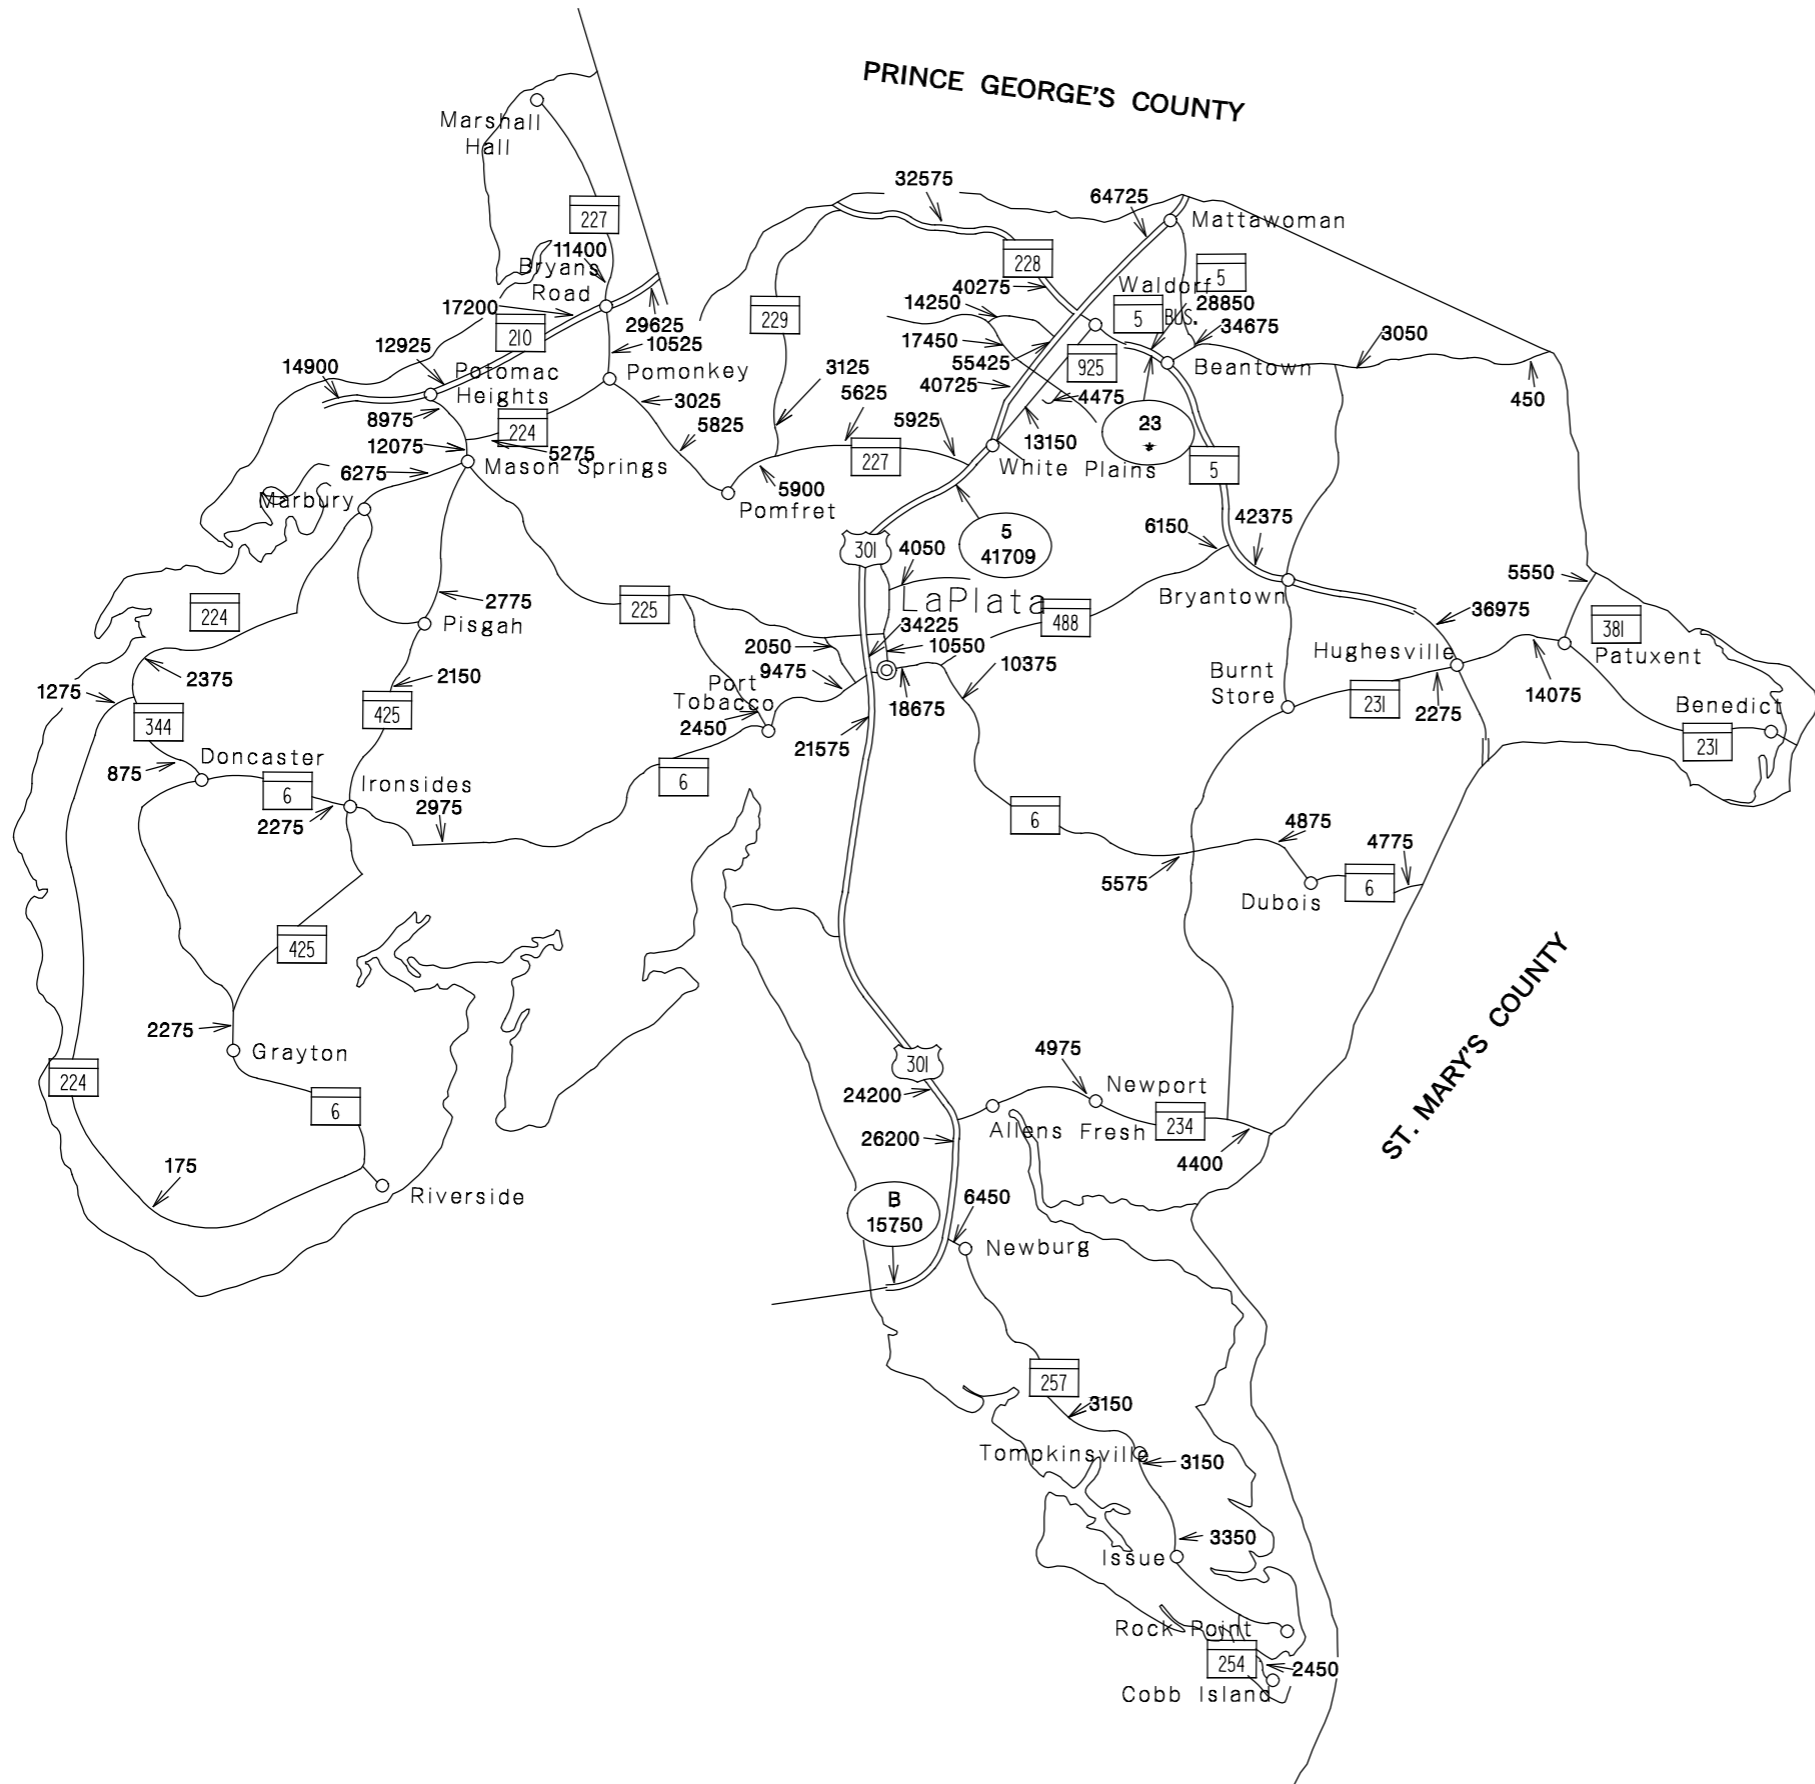 PRINCE GEORGE'S COUNTY
Marshall
Hall
227
11400
Bryans
Road
17200
210
29625
12925
10525
14900
Potomac
Heights
Pomonkey
8975
224
3025
5825
12075
5275
Mason Springs
6275
Marbury
32575
64725
Mattawoman
228
5
40275
Waldorf
14250
5
BUS.
28850
229
34675
17450
3050
55425
925
Beantown
3125
40725
4475
450
5625
5925
23
*
13150
227
White Plains
5
5900
Pomfret
6150
42375
5
41709
301
4050
5550
2775
LaPlata
Bryantown
224
225
488
36975
381
Pisgah
34225
2050
10550
Hughesville
Patuxent
2375
2150
9475
10375
Burnt
Store
1275
Port
Tobacco
18675
231
2275
14075
Benedict
344
425
2450
21575
231
Doncaster
875
6
Ironsides
6
2275
2975
6
4875
4775
5575
6
Dubois
425
ST. MARY'S COUNTY
2275
Grayton
224
6
301
4975
24200
Newport
26200
Allens Fresh
234
4400
175
Riverside
B
15750
6450
Newburg
257
3150
Tompkinsville
3150
3350
Issue
Rock Point
254
2450
Cobb Island